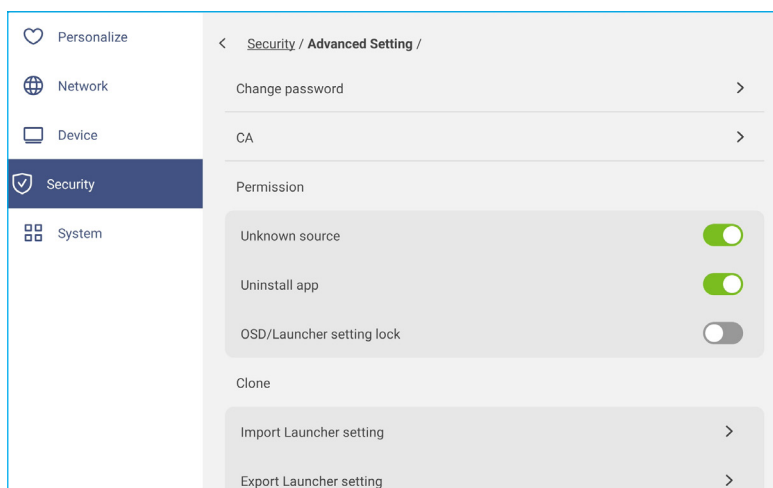 Personalize
Network
Device
Security
System
Security / Advanced Setting /
Change password
CA
Permission
Unknown source
Uninstall app
OSD/Launcher setting lock
Clone
Import Launcher setting
Export Launcher setting